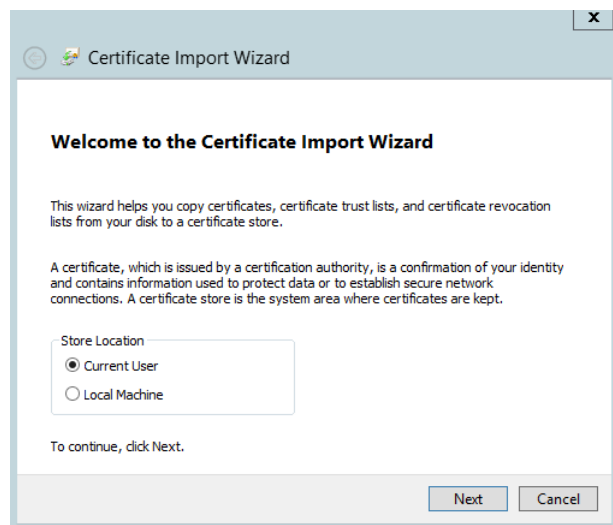 x
Certificate Import Wizard
Welcome to the Certificate Import Wizard
This wizard helps you copy certificates, certificate trust lists, and certificate revocation
lists from your disk to a certificate store.
A certificate, which is issued by a certification authority, is a confirmation of your identity
and contains information used to protect data or to establish secure network
connections. A certificate store is the system area where certificates are kept.
Store Location
Current User
Local Machine
To continue, click Next.
Next Cancel